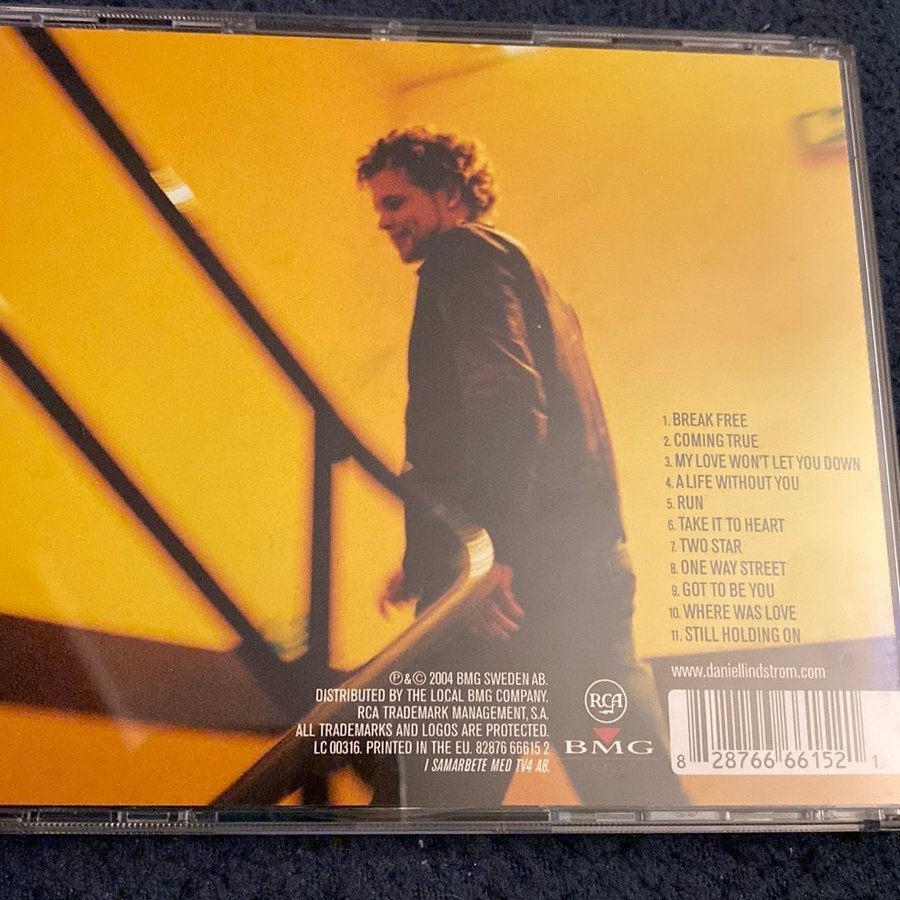 1. BREAK FREE
2. COMING TRUE
3. MY LOVE WON'T LET YOU DOWN
4. A LIFE WITHOUT YOU
5. RUN
6. TAKE IT TO HEART
7. TWO STAR
8. ONE WAY STREET
9. GOT TO BE YOU
10. WHERE WAS LOVE
11. STILL HOLDING ON
www.daniellindstrom.com
℗ & © 2004 BMG SWEDEN AB.
DISTRIBUTED BY THE LOCAL BMG COMPANY.
RCA TRADEMARK MANAGEMENT, S.A.
ALL TRADEMARKS AND LOGOS ARE PROTECTED.
LC 00316. PRINTED IN THE EU. 82876 66615 2
I SAMARBETE MED TV4 AB.
RCA
BMG
8 28766 66152 1